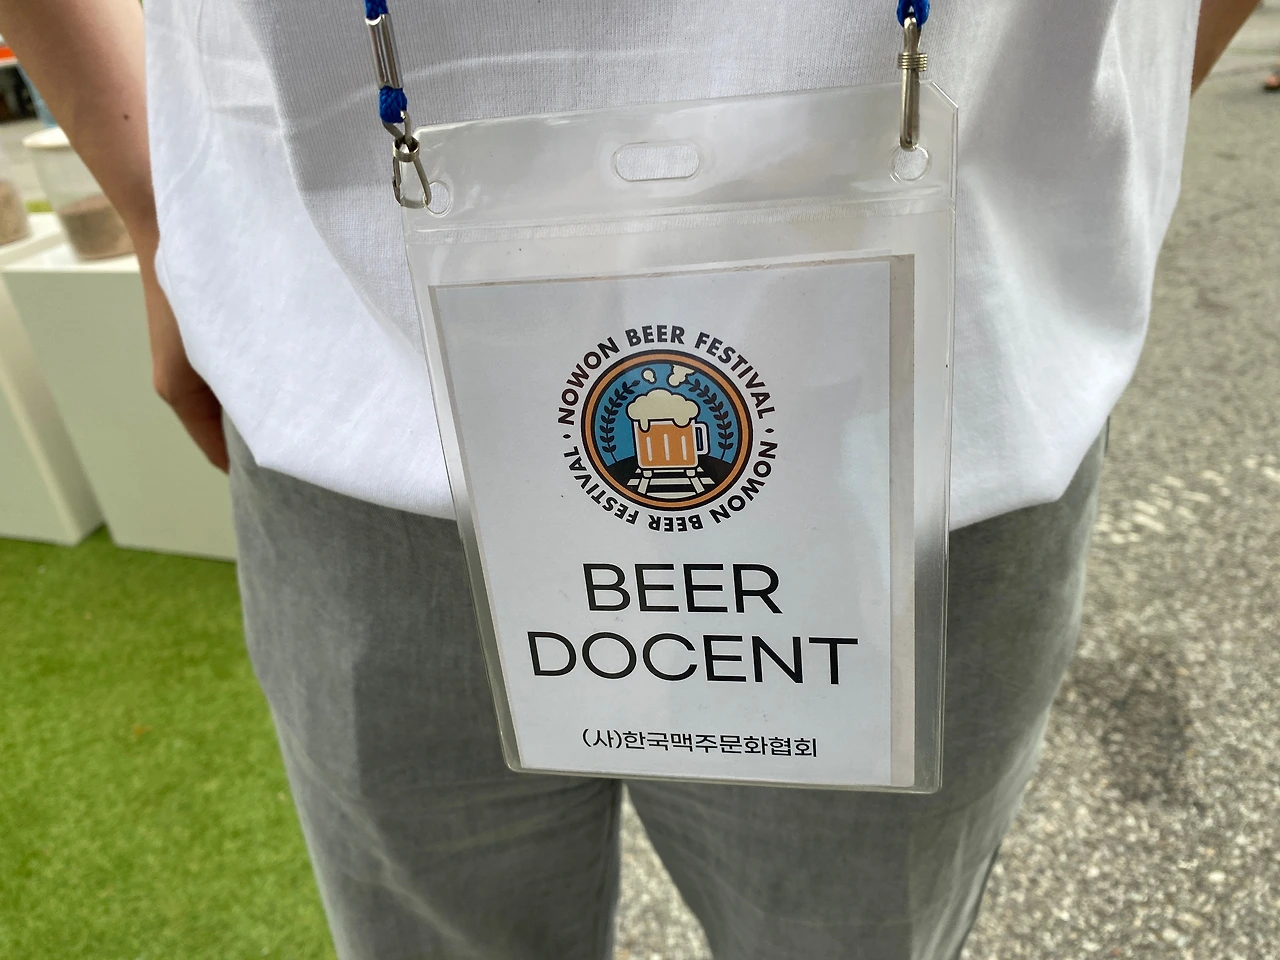 NOWON BEER FESTIVAL · NOWON BEER FESTIVAL ·
BEER
DOCENT
(사)한국맥주문화협회